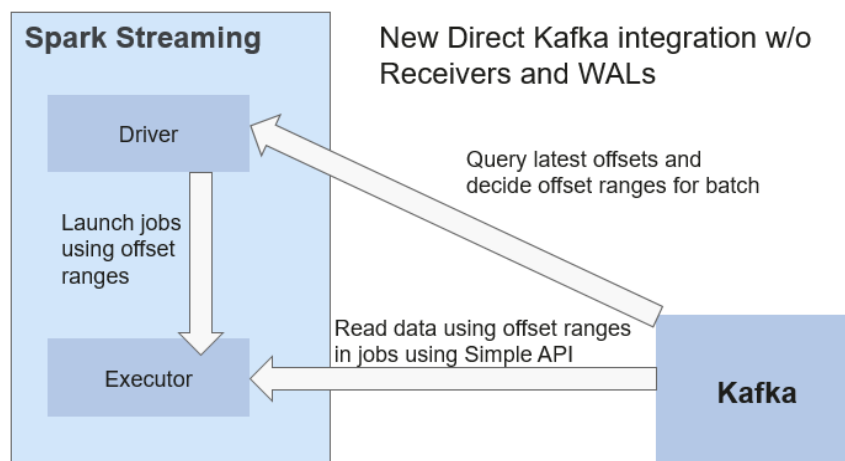 Spark Streaming
New Direct Kafka integration w/o
Receivers and WALs
Driver
Query latest offsets and
decide offset ranges for batch
Launch jobs
using offset
ranges
Read data using offset ranges
in jobs using Simple API
Executor
Kafka